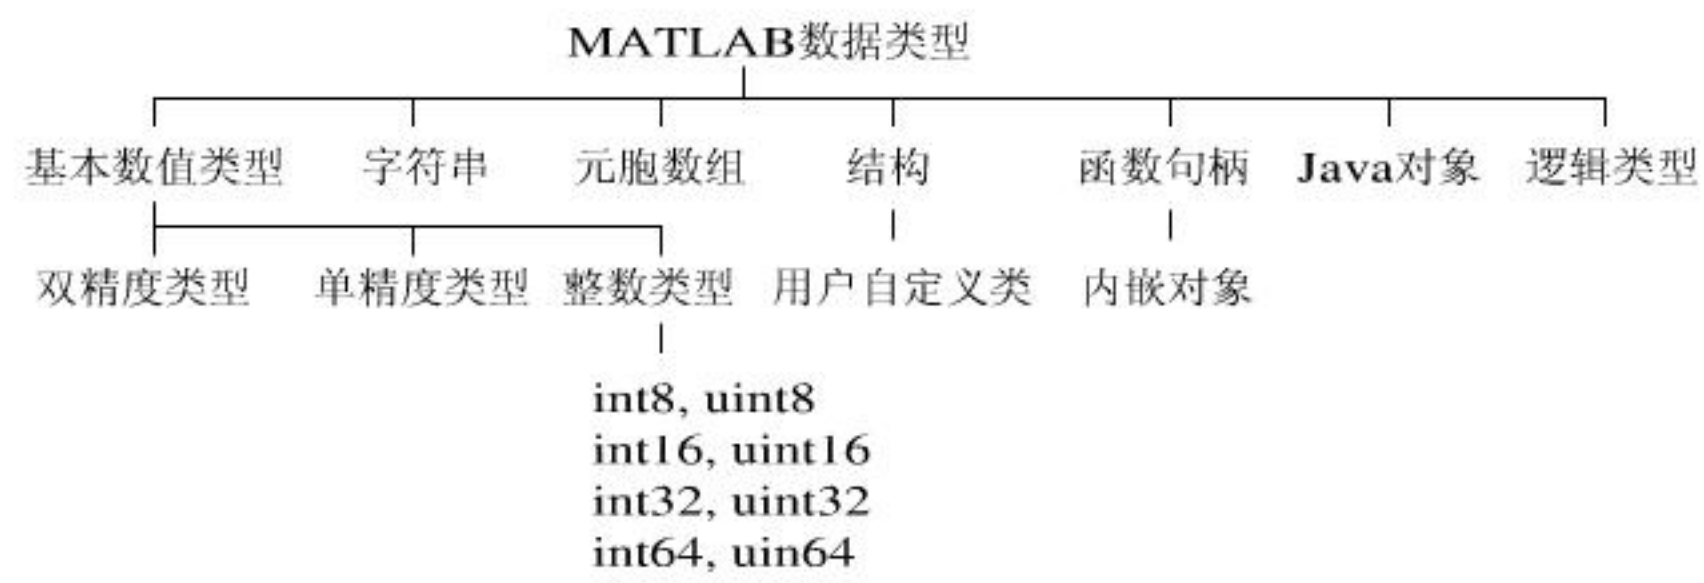 MATLAB数据类型
基本数值类型 字符串 元胞数组 结构 函数句柄 Java对象 逻辑类型
双精度类型 单精度类型 整数类型 用户自定义类 内嵌对象
int8, uint8
int16, uint16
int32, uint32
int64, uin64